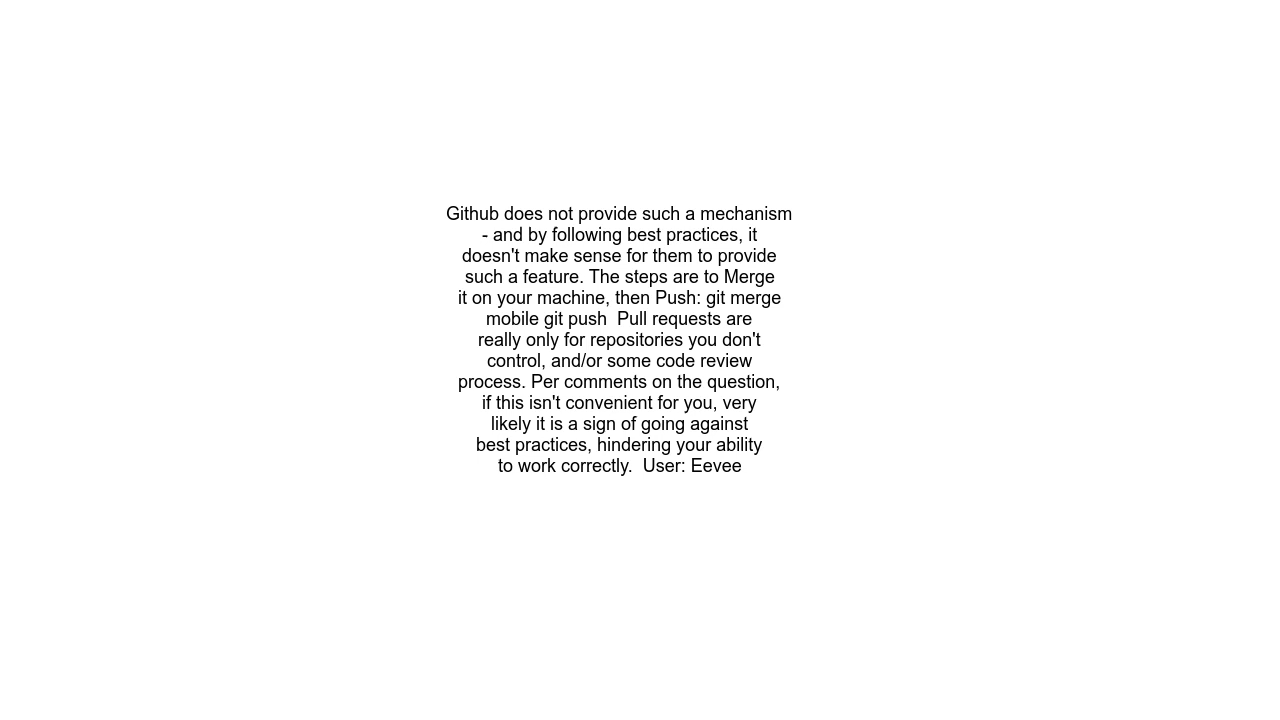 Github does not provide such a mechanism
- and by following best practices, it
doesn't make sense for them to provide
such a feature. The steps are to Merge
it on your machine, then Push: git merge
mobile git push  Pull requests are
really only for repositories you don't
control, and/or some code review
process. Per comments on the question,
if this isn't convenient for you, very
likely it is a sign of going against
best practices, hindering your ability
to work correctly.  User: Eevee